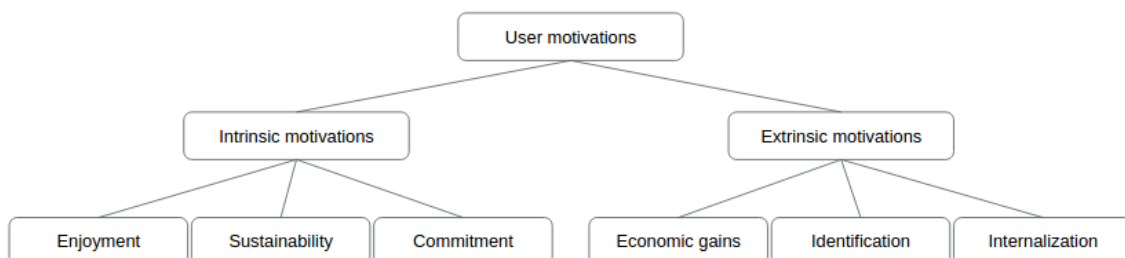 User motivations
Intrinsic motivations
Extrinsic motivations
Enjoyment
Sustainability
Commitment
Economic gains
Identification
Internalization